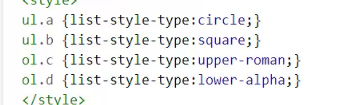 <style>
ul.a {list-style-type:circle;}
ul.b {list-style-type:square;}
ol.c {list-style-type:upper-roman;}
ol.d {list-style-type:lower-alpha;}
</style>